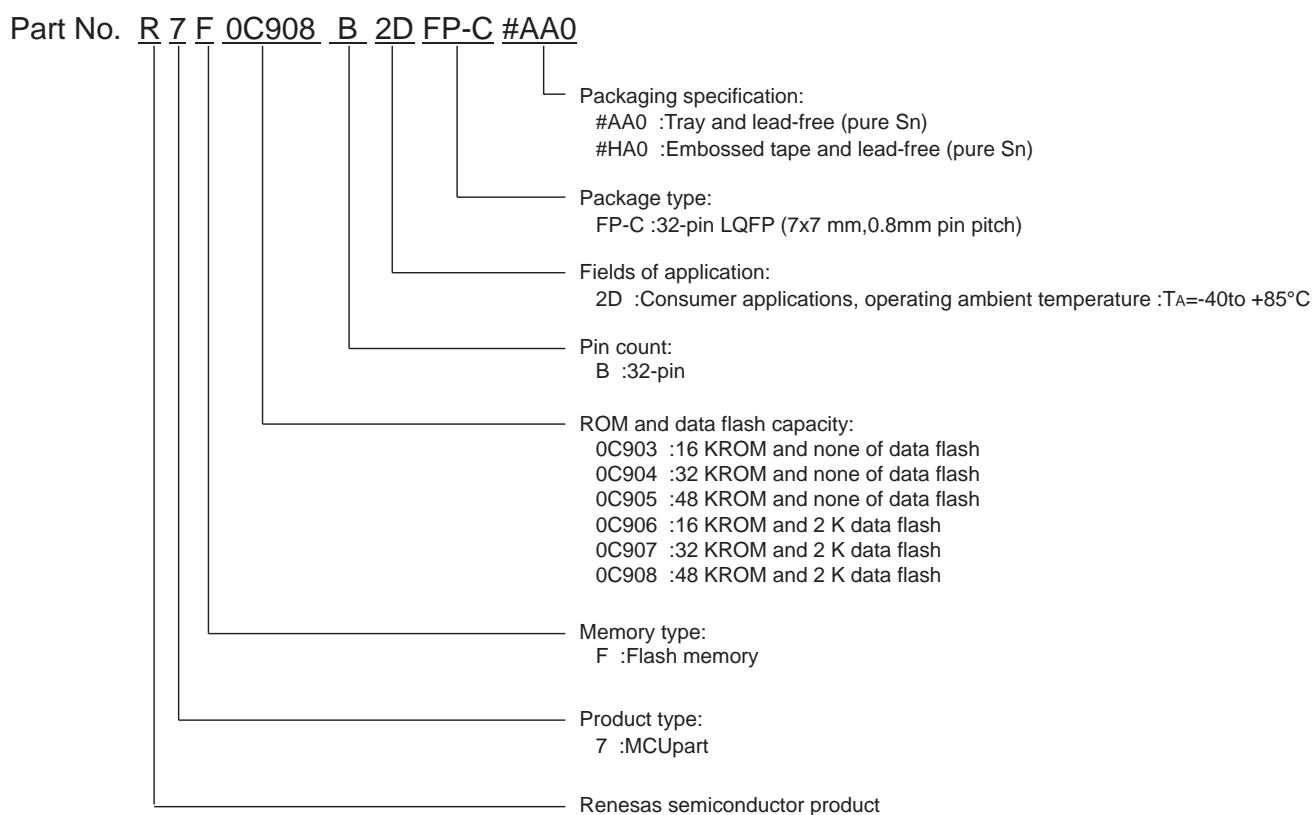 Part No. R 7 F 0C908 B 2D FP-C #AA0
Packaging specification:
#AA0 :Tray and lead-free (pure Sn)
#HA0 :Embossed tape and lead-free (pure Sn)
Package type:
FP-C :32-pin LQFP (7x7 mm,0.8mm pin pitch)
Fields of application:
2D :Consumer applications, operating ambient temperature :TA=-40to +85°C
Pin count:
B :32-pin
ROM and data flash capacity:
0C903 :16 KROM and none of data flash
0C904 :32 KROM and none of data flash
0C905 :48 KROM and none of data flash
0C906 :16 KROM and 2 K data flash
0C907 :32 KROM and 2 K data flash
0C908 :48 KROM and 2 K data flash
Memory type:
F :Flash memory
Product type:
7 :MCUpart
Renesas semiconductor product